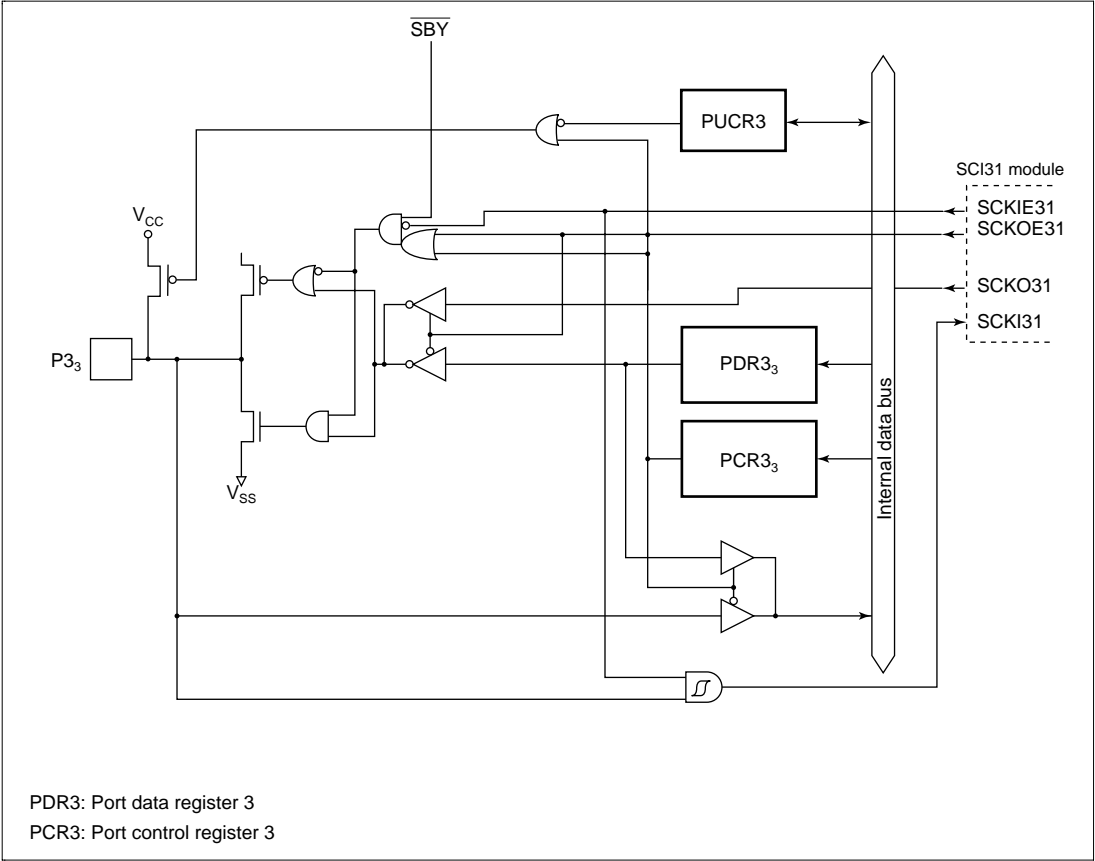 SBY
PUCR3
SCI31 module
SCKIE31
SCKOE31
SCKO31
SCKI31
VCC
P33
PDR33
PCR33
Internal data bus
VSS
PDR3: Port data register 3
PCR3: Port control register 3